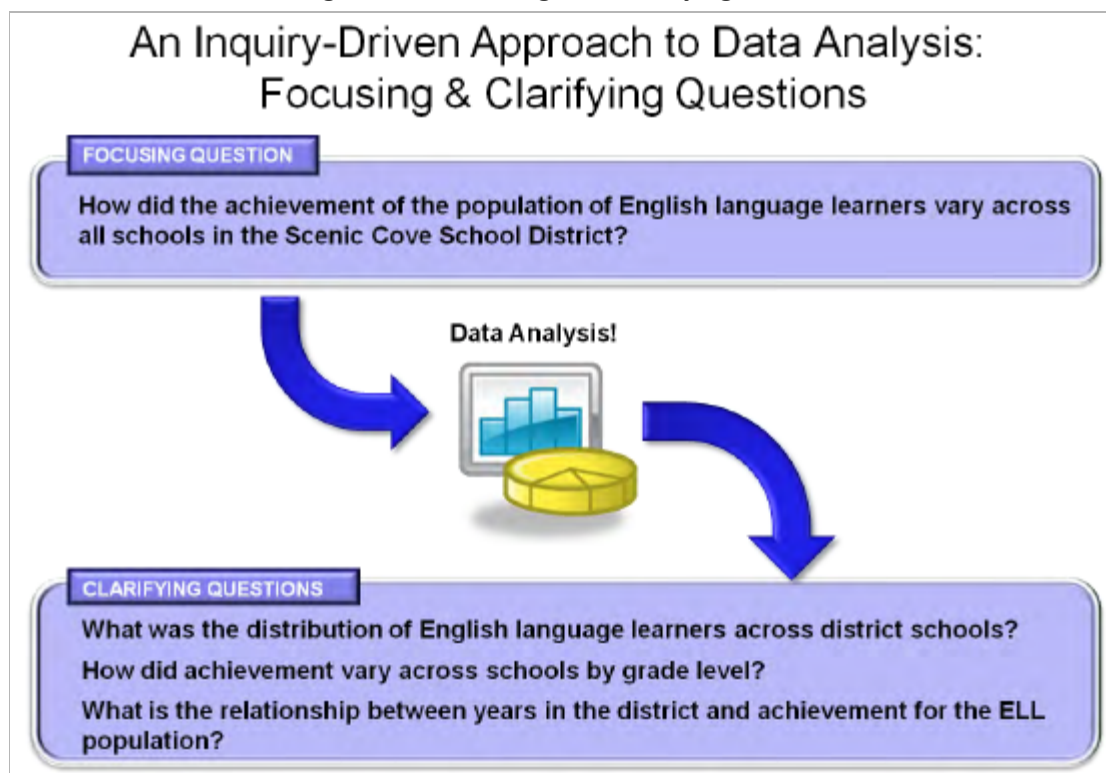 An Inquiry-Driven Approach to Data Analysis:
Focusing & Clarifying Questions
FOCUSING QUESTION
How did the achievement of the population of English language learners vary across
all schools in the Scenic Cove School District?
Data Analysis!
CLARIFYING QUESTIONS
What was the distribution of English language learners across district schools?
How did achievement vary across schools by grade level?
What is the relationship between years in the district and achievement for the ELL
population?